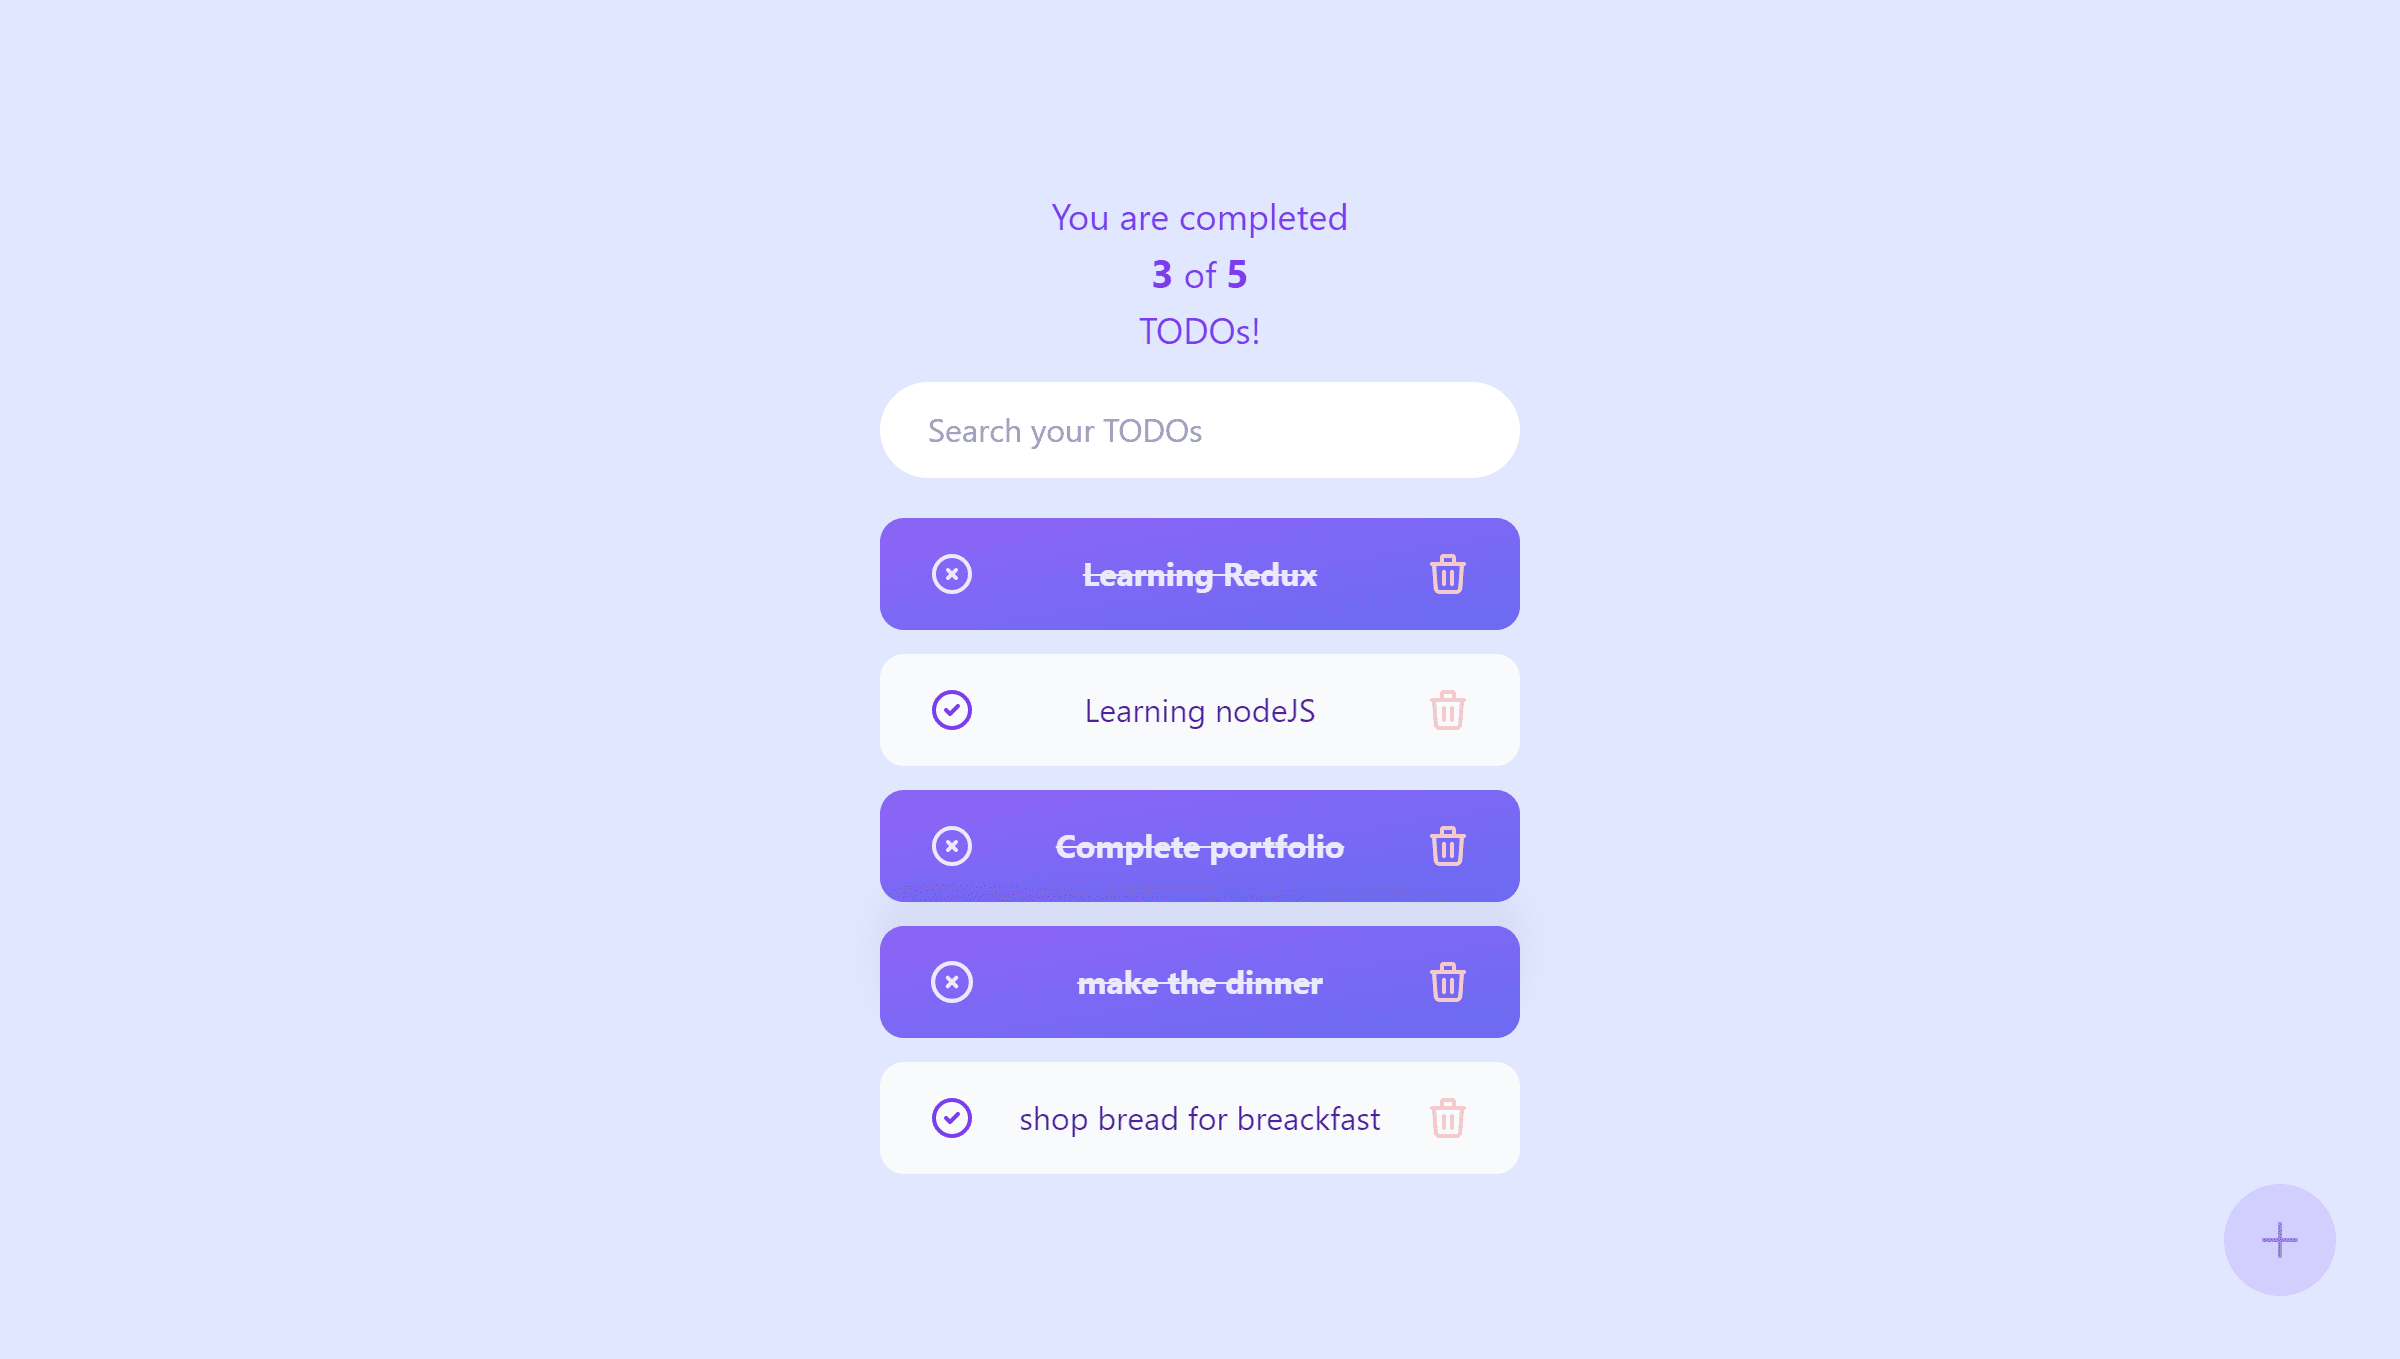 You are completed
3 of 5
TODOs!
Search your TODOs
Learning Redux
Learning nodeJS
Complete portfolio
make the dinner
shop bread for breackfast